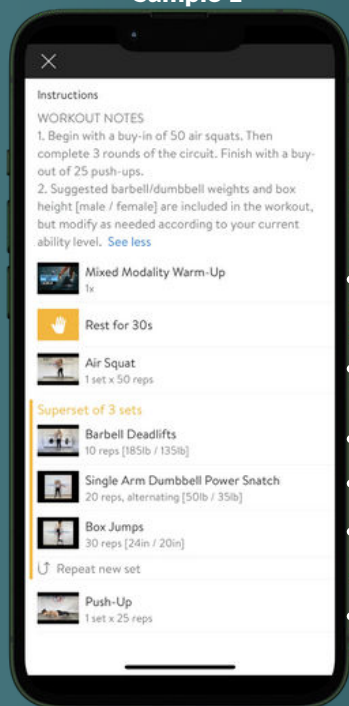 Instructions
WORKOUT NOTES
1. Begin with a buy-in of 50 air squats. Then
complete 3 rounds of the circuit. Finish with a buy-
out of 25 push-ups.
2. Suggested barbell/dumbbell weights and box
height [male / female] are included in the workout,
but modify as needed according to your current
ability level. See less
Mixed Modality Warm-Up
1x
Rest for 30s
Air Squat
1 set x 50 reps
Superset of 3 sets
Barbell Deadlifts
10 reps [185lb / 135lb]
Single Arm Dumbbell Power Snatch
20 reps, alternating [50lb / 35lb]
Box Jumps
30 reps [24in / 20in]
Repeat new set
Push-Up
1 set x 25 reps